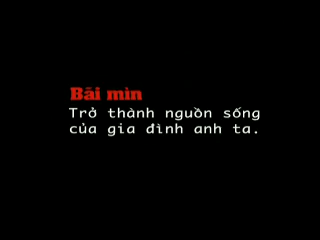 Bãi mìn
Trở thành nguồn sống
của gia đình anh ta.